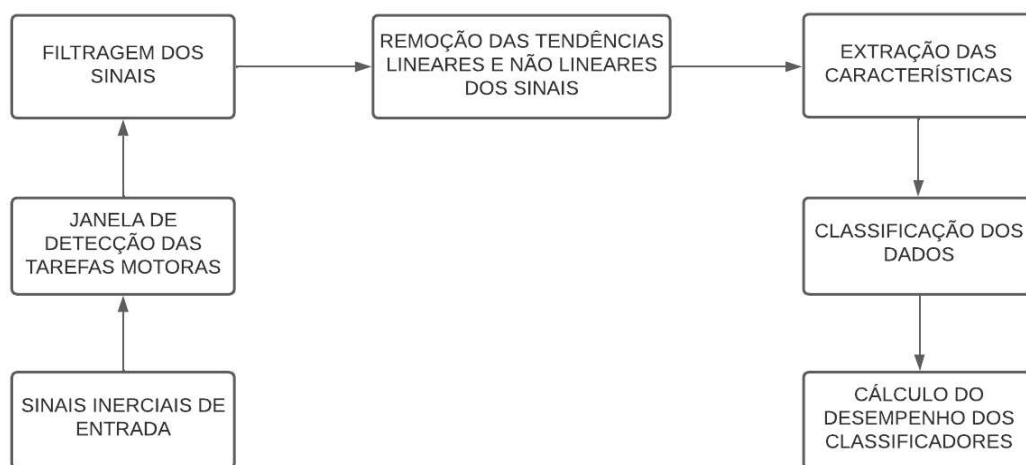 FILTRAGEM DOS
SINAIS
REMOÇÃO DAS TENDÊNCIAS
LINEARES E NÃO LINEARES
DOS SINAIS
EXTRAÇÃO DAS
CARACTERÍSTICAS
JANELA DE
DETECÇÃO DAS
TAREFAS MOTORAS
CLASSIFICAÇÃO DOS
DADOS
SINAIS INERCIAIS DE
ENTRADA
CÁLCULO DO
DESEMPENHO DOS
CLASSIFICADORES